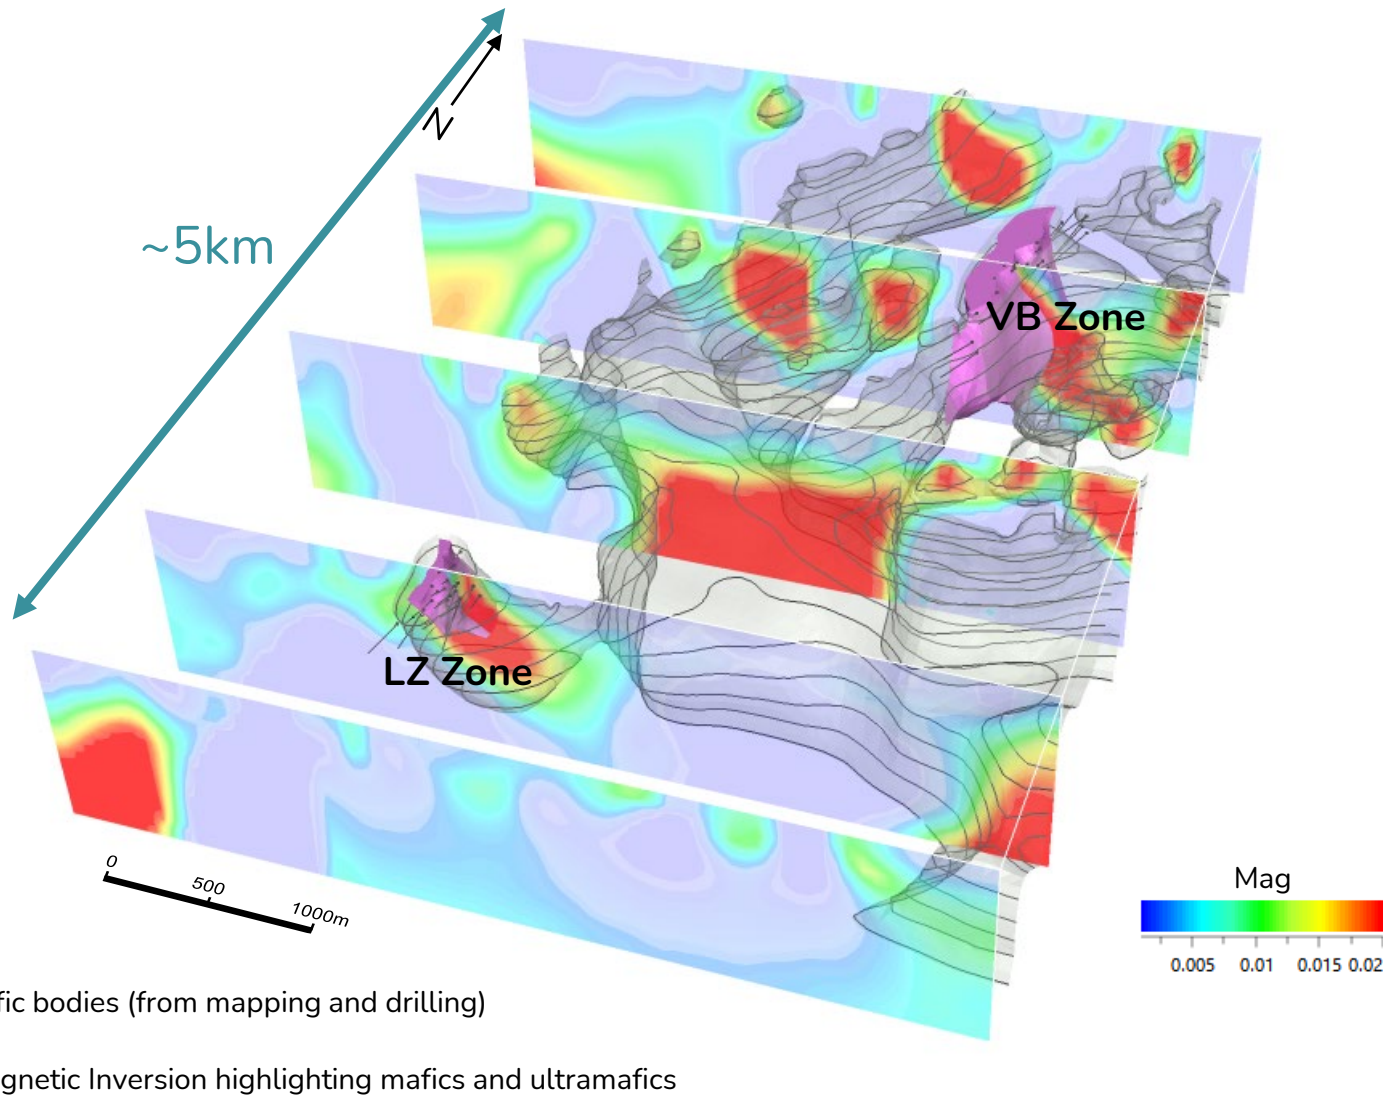 N
~5km
VB Zone
LZ Zone
0 500 1000m
Mag
0.005 0.01 0.015 0.02
fic bodies (from mapping and drilling)
gnetic Inversion highlighting mafics and ultramafics